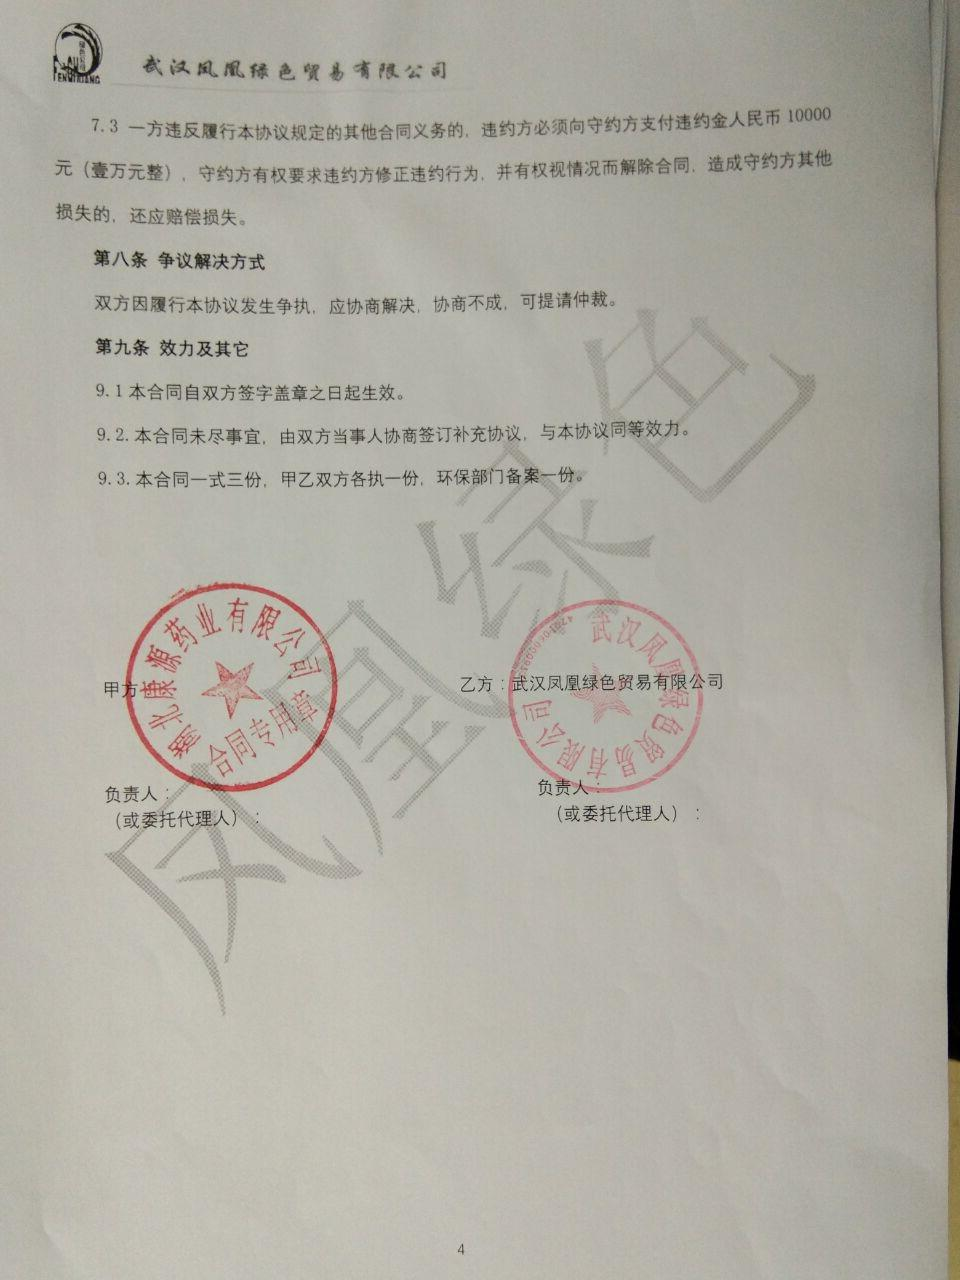 武汉凤凰绿色贸易有限公司
7.3 一方违反履行本协议规定的其他合同义务的，违约方必须向守约方支付违约金人民币 10000
元（壹万元整），守约方有权要求违约方修正违约行为，并有权视情况而解除合同，造成守约方其他
损失的，还应赔偿损失。
第八条 争议解决方式
双方因履行本协议发生争执，应协商解决，协商不成，可提请仲裁。
第九条 效力及其它
9.1 本合同自双方签字盖章之日起生效。
9.2. 本合同未尽事宜，由双方当事人协商签订补充协议，与本协议同等效力。
9.3. 本合同一式三份，甲乙双方各执一份，环保部门备案一份。
凤凰绿色
湖北康源药业有限公司
合同专用章
武汉凤凰绿色贸易有限公司
甲方
乙方：武汉凤凰绿色贸易有限公司
负责人：
（或委托代理人）：
负责人：
（或委托代理人）：
4